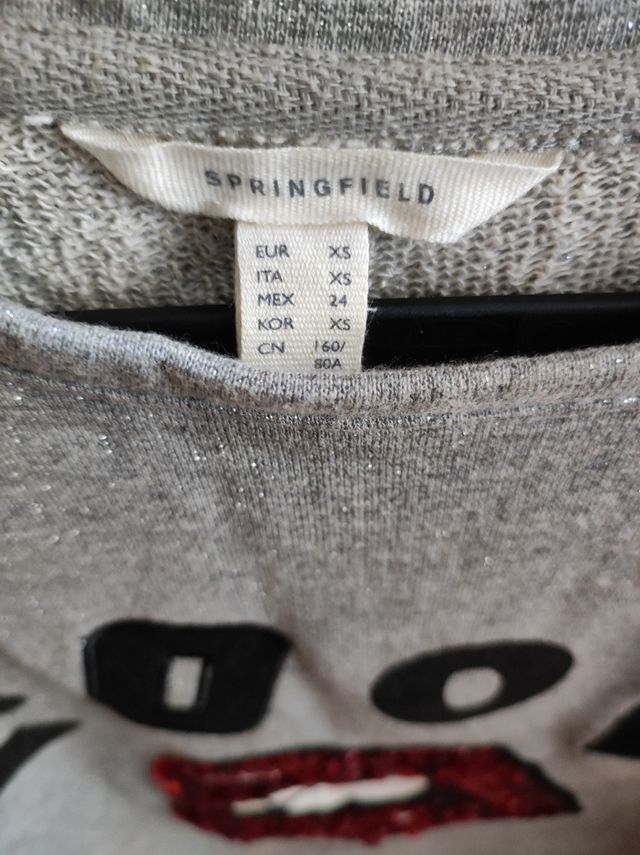 SPRINGFIELD
EUR XS
ITA XS
MEX 24
KOR XS
CN 160/
80A